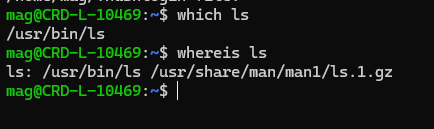 mag@CRD-L-10469:~$ which ls
/usr/bin/ls
mag@CRD-L-10469:~$ whereis ls
ls: /usr/bin/ls /usr/share/man/man1/ls.1.gz
mag@CRD-L-10469:~$